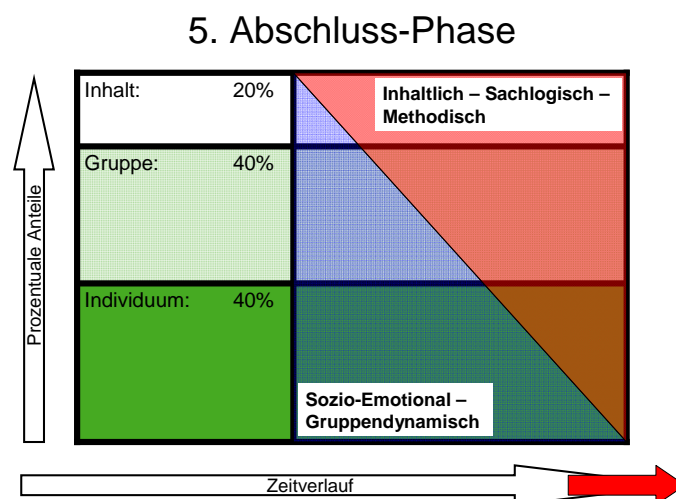 5. Abschluss-Phase
Prozentuale Anteile
Inhalt: 20%
Inhaltlich – Sachlogisch –
Methodisch
Gruppe: 40%
Individuum: 40%
Sozio-Emotional –
Gruppendynamisch
Zeitverlauf